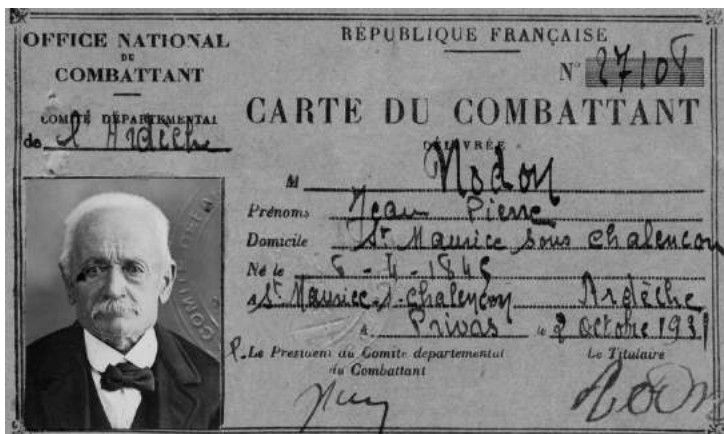 OFFICE NATIONAL
DU
COMBATTANT
COMITÉ DÉPARTEMENTAL
de l'Ardèche
RÉPUBLIQUE FRANÇAISE
N° 27108
CARTE DU COMBATTANT
DÉLIVRÉE
M Nodon
Prénoms Jean Pierre
Domicile St Maurice sous Chalencon
Né le 6-4-1846
A St Maurice-s-Chalencon Ardèche
à Privas le 2 Octobre 1931
P. Le Président du Comité départemental
du Combattant
Le Titulaire
Nodon